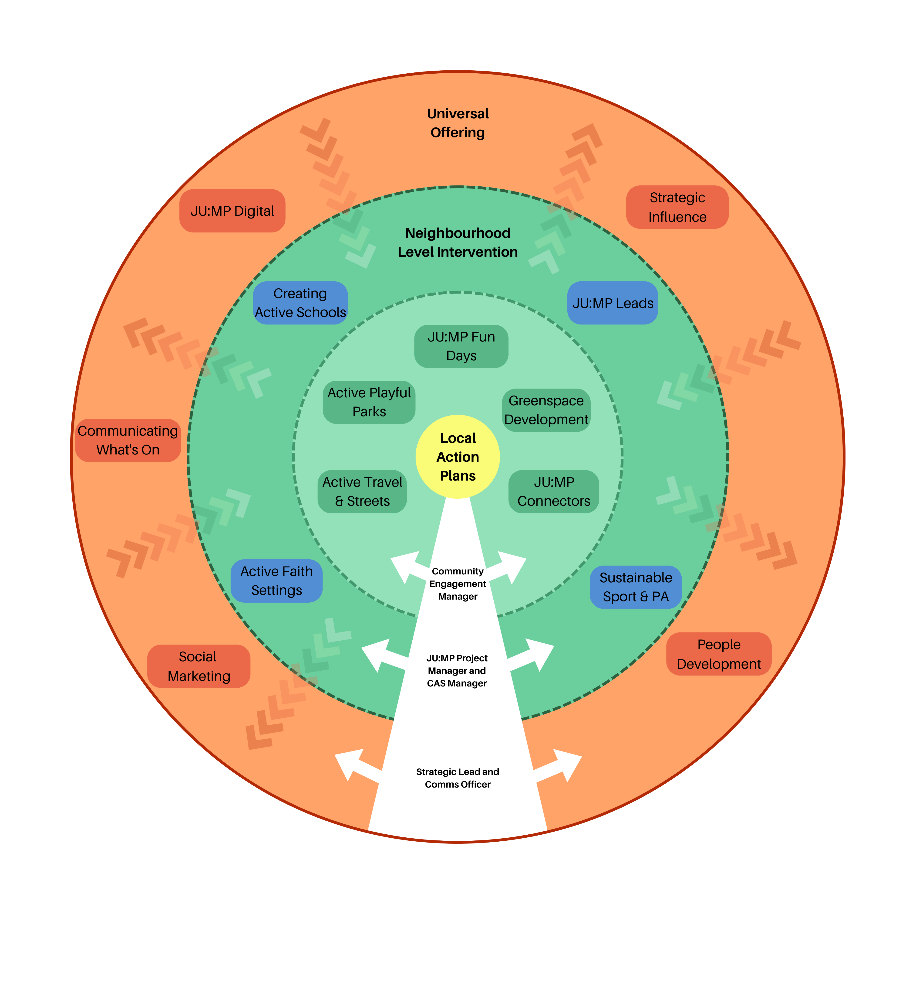 Universal
Offering
JU:MP Digital
Strategic
Influence
Neighbourhood
Level Intervention
Creating
Active Schools
JU:MP Leads
JU:MP Fun
Days
Active Playful
Parks
Greenspace
Development
Communicating
What's On
Local
Action
Plans
Active Travel
& Streets
JU:MP
Connectors
Active Faith
Settings
Community
Engagement
Manager
Sustainable
Sport & PA
Social
Marketing
JU:MP Project
Manager and
CAS Manager
People
Development
Strategic Lead and
Comms Officer